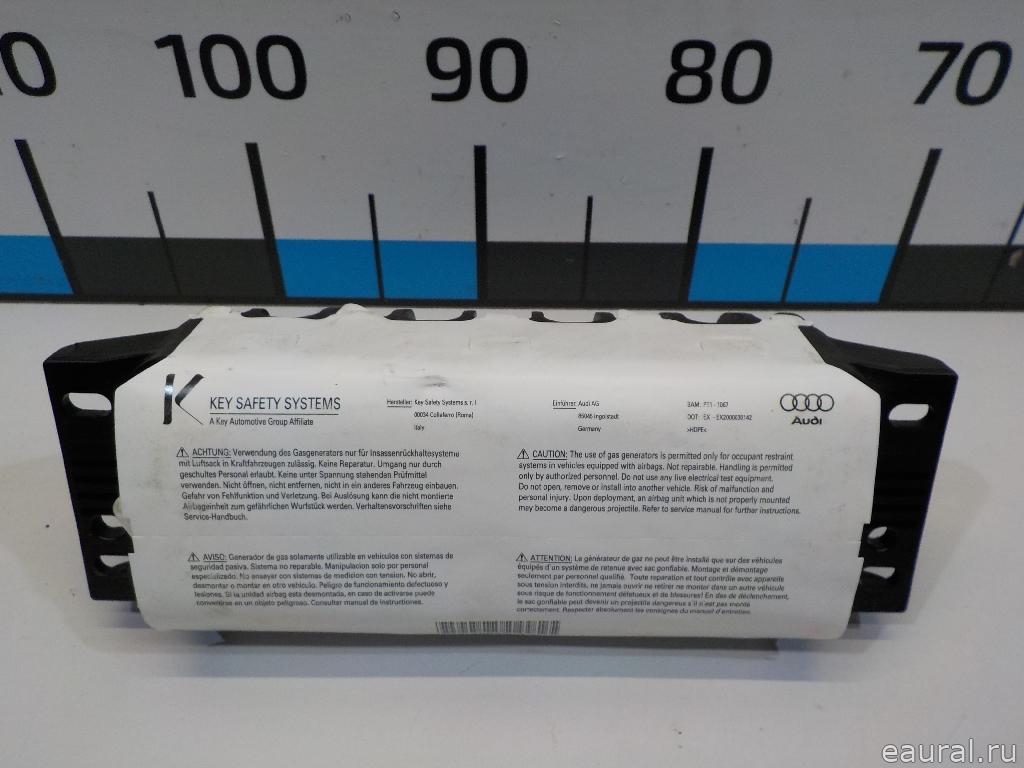 100 90 80 70
KEY SAFETY SYSTEMS
A Key Automotive Group Affiliate
Hersteller: Key Safety Systems s. r. l
00034 Colleferro (Roma)
Italy
Einführer: Audi AG
85045 Ingolstadt
Germany
BAM: PT1 - 1067
DOT: EX - EX2000030142
>HDPE<
Audi
⚠ ACHTUNG: Verwendung des Gasgenerators nur für Insassenrückhaltesysteme
mit Luftsack in Kraftfahrzeugen zulässig. Keine Reparatur. Umgang nur durch
geschultes Personal erlaubt. Keine unter Spannung stehenden Prüfmittel
verwenden. Nicht öffnen, nicht entfernen, nicht in ein anderes Fahrzeug einbauen.
Gefahr von Fehlfunktion und Verletzung. Bei Auslösung kann die nicht montierte
Airbageinheit zum gefährlichen Wurfstück werden. Verhaltensvorschriften siehe
Service-Handbuch.
⚠ CAUTION: The use of gas generators is permitted only for occupant restraint
systems in vehicles equipped with airbags. Not repairable. Handling is permitted
only by authorized personnel. Do not use any live electrical test equipment.
Do not open, remove or install into another vehicle. Risk of malfunction and
personal injury. Upon deployment, an airbag unit which is not properly mounted
may become a dangerous projectile. Refer to service manual for further instructions.
⚠ AVISO: Generador de gas solamente utilizable en vehículos con sistemas de
seguridad pasiva. Sistema no reparable. Manipulacion solo por personal
especializado. No ensayar con sistemas de medicion con tension. No abrir,
desmontar o montar en otro vehículo. Peligro de funcionamiento defectuoso y
lesiones. Si la unidad airbag esta desmontada, en caso de activarse puede
convertirse en un objeto peligroso. Consultar manual de instrucciones.
⚠ ATTENTION: Le générateur de gaz ne peut être installé que sur des véhicules
équipés d'un système de retenue avec sac gonflable. Montage et démontage
seulement par personnel qualifié. Toute reparation et tout contrôle avec appareils
sous tension interdits, ne jamais ouvrir ne retirer ne monter dans un autre véhicule
sous risque de fonctionnement défetueux et de blessures! En das de déclenchement,
le sac gonflable peut devenir un projectile dangereux s'il n'est pas monté
correctement. Respecter absolument les consignes du manuel d'entretien.
eaural.ru